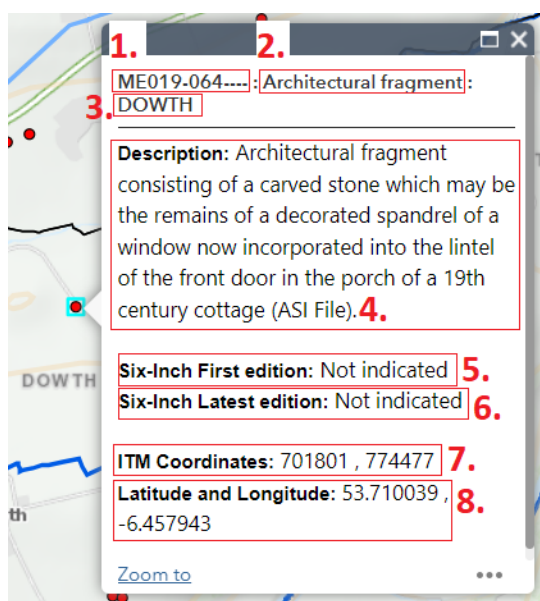 1. 2.
ME019-064---- : Architectural fragment :
3. DOWTH
Description: Architectural fragment
consisting of a carved stone which may be
the remains of a decorated spandrel of a
window now incorporated into the lintel
of the front door in the porch of a 19th
century cottage (ASI File). 4.
DOWTH
Six-Inch First edition: Not indicated 5.
Six-Inch Latest edition: Not indicated 6.
ITM Coordinates: 701801 , 774477 7.
Latitude and Longitude: 53.710039 , 8.
-6.457943
th
Zoom to